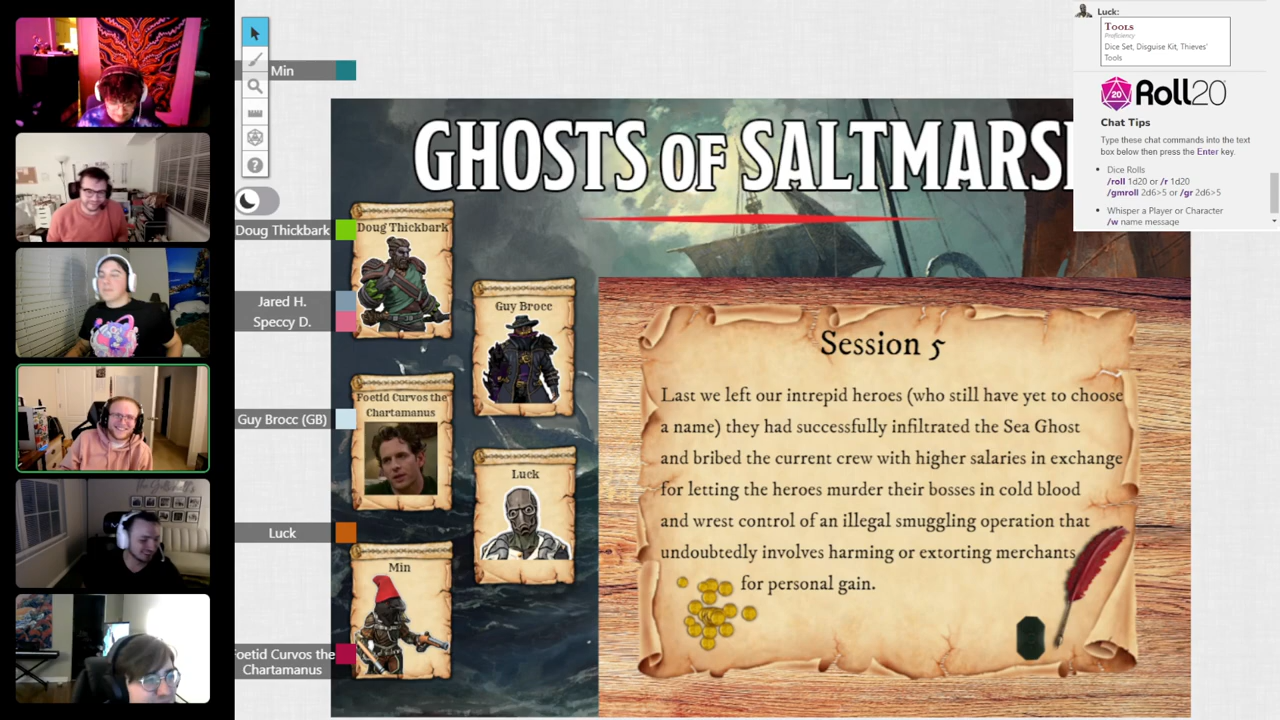 Min
Doug Thickbark
Jared H.
Speccy D.
Guy Brocc (GB)
Luck
Foetid Curvos the
Chartamanus
GHOSTS OF SALTMARSH
Doug Thickbark
Guy Brocc
Foetid Curvos the
Chartamanus
Luck
Min
Session 5
Last we left our intrepid heroes (who still have yet to choose
a name) they had successfully infiltrated the Sea Ghost
and bribed the current crew with higher salaries in exchange
for letting the heroes murder their bosses in cold blood
and wrest control of an illegal smuggling operation that
undoubtedly involves harming or extorting merchants
for personal gain.
Luck:
TOOLS
Proficiency
Dice Set, Disguise Kit, Thieves'
Tools
20
Roll20
Chat Tips
Type these chat commands into the text
box below then press the Enter key.
Dice Rolls
/roll 1d20 or /r 1d20
/gmroll 2d6>5 or /gr 2d6>5
Whisper a Player or Character
/w name message